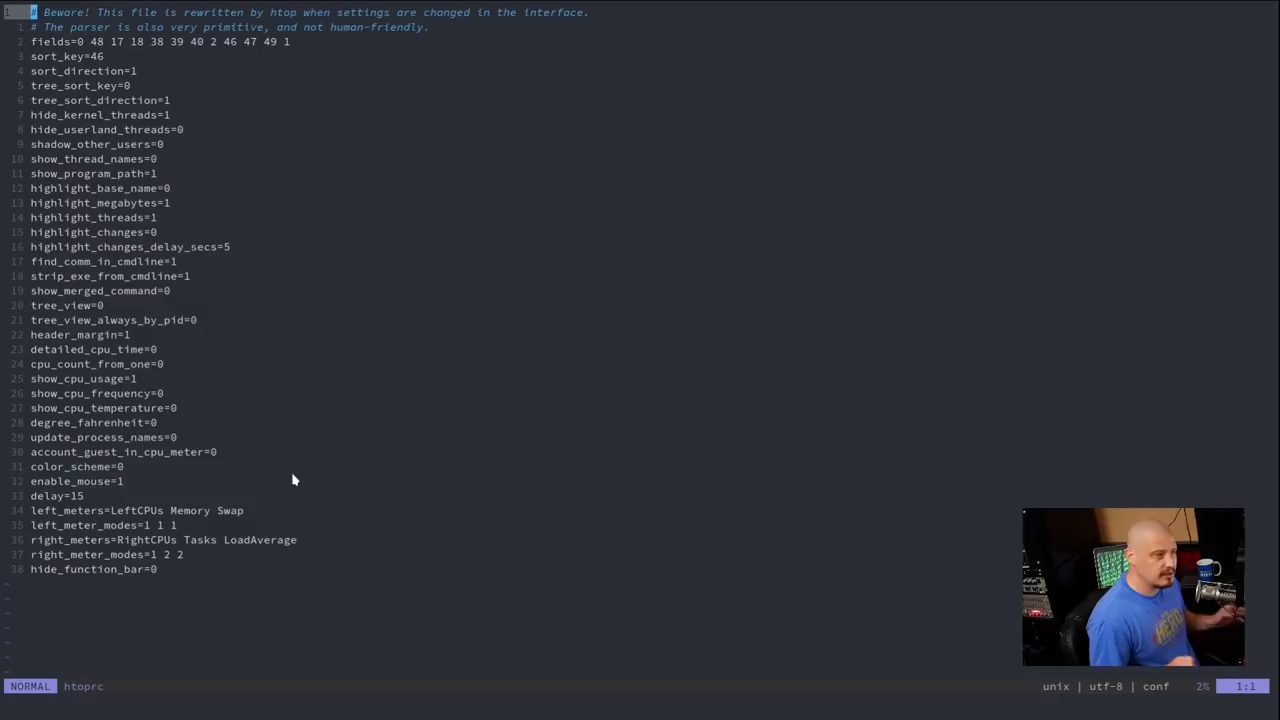 1 # Beware! This file is rewritten by htop when settings are changed in the interface.
1 # The parser is also very primitive, and not human-friendly.
2 fields=0 48 17 18 38 39 40 2 46 47 49 1
3 sort_key=46
4 sort_direction=1
5 tree_sort_key=0
6 tree_sort_direction=1
7 hide_kernel_threads=1
8 hide_userland_threads=0
9 shadow_other_users=0
10 show_thread_names=0
11 show_program_path=1
12 highlight_base_name=0
13 highlight_megabytes=1
14 highlight_threads=1
15 highlight_changes=0
16 highlight_changes_delay_secs=5
17 find_comm_in_cmdline=1
18 strip_exe_from_cmdline=1
19 show_merged_command=0
20 tree_view=0
21 tree_view_always_by_pid=0
22 header_margin=1
23 detailed_cpu_time=0
24 cpu_count_from_one=0
25 show_cpu_usage=1
26 show_cpu_frequency=0
27 show_cpu_temperature=0
28 degree_fahrenheit=0
29 update_process_names=0
30 account_guest_in_cpu_meter=0
31 color_scheme=0
32 enable_mouse=1
33 delay=15
34 left_meters=LeftCPUs Memory Swap
35 left_meter_modes=1 1 1
36 right_meters=RightCPUs Tasks LoadAverage
37 right_meter_modes=1 2 2
38 hide_function_bar=0
~
~
~
~
~
~
~
HERO
NORMAL htoprc unix | utf-8 | conf 2% 1:1